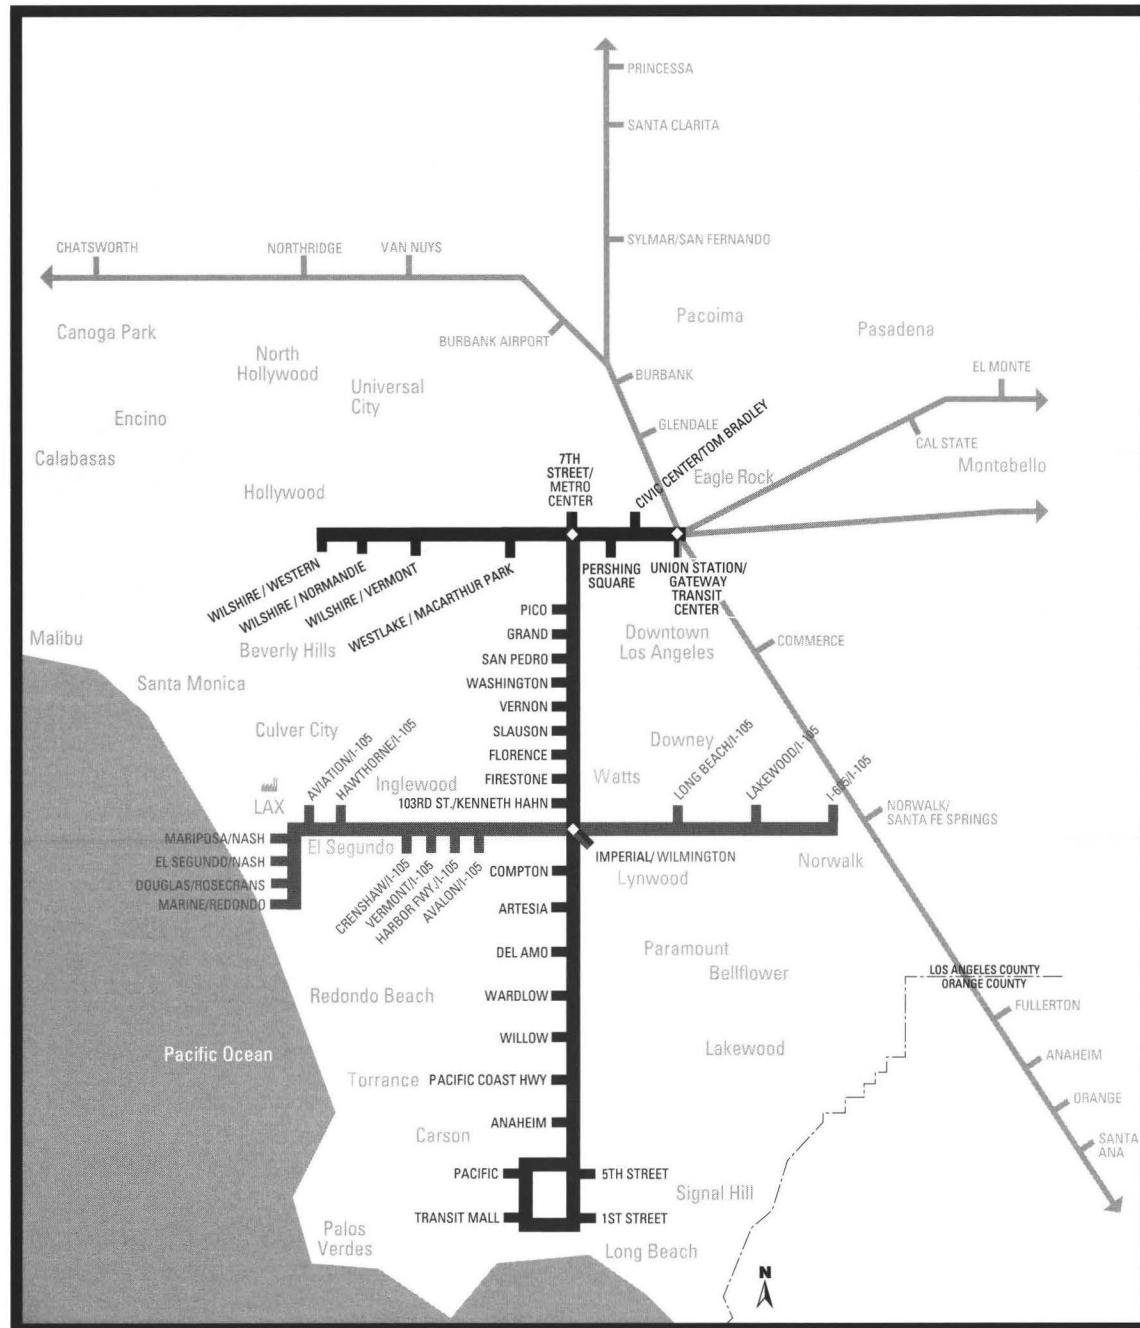 PRINCESSA
SANTA CLARITA
SYLMAR/SAN FERNANDO
CHATSWORTH
NORTHRIDGE
VAN NUYS
BURBANK AIRPORT
Pacoima
Pasadena
Canoga Park
North
Hollywood
Universal
City
BURBANK
EL MONTE
Encino
GLENDALE
CAL STATE
Calabasas
Montebello
Hollywood
7TH
STREET/
METRO
CENTER
CIVIC CENTER/TOM BRADLEY
Eagle Rock
WILSHIRE / WESTERN
WILSHIRE / NORMANDIE
WILSHIRE / VERMONT
WESTLAKE / MACARTHUR PARK
PERSHING
SQUARE
UNION STATION/
GATEWAY
TRANSIT
CENTER
PICO
GRAND
SAN PEDRO
WASHINGTON
VERNON
SLAUSON
FLORENCE
FIRESTONE
103RD ST./KENNETH HAHN
Malibu
Beverly Hills
Downtown
Los Angeles
COMMERCE
Santa Monica
Culver City
AVIATION/I-105
HAWTHORNE/I-105
Inglewood
Downey
Watts
LONG BEACH/I-105
LAKEWOOD/I-105
I-605/I-105
LAX
NORWALK/
SANTA FE SPRINGS
MARIPOSA/NASH
EL SEGUNDO/NASH
DOUGLAS/ROSECRANS
MARINE/REDONDO
El Segundo
CRENSHAW/I-105
VERMONT/I-105
HARBOR FWY./I-105
AVALON/I-105
IMPERIAL/WILMINGTON
Norwalk
Lynwood
COMPTON
ARTESIA
DEL AMO
WARDLOW
WILLOW
PACIFIC COAST HWY
ANAHEIM
Paramount
Bellflower
LOS ANGELES COUNTY
ORANGE COUNTY
Redondo Beach
FULLERTON
Pacific Ocean
Lakewood
ANAHEIM
Torrance
ORANGE
Carson
SANTA
ANA
PACIFIC
5TH STREET
Signal Hill
TRANSIT MALL
1ST STREET
Palos
Verdes
Long Beach
N